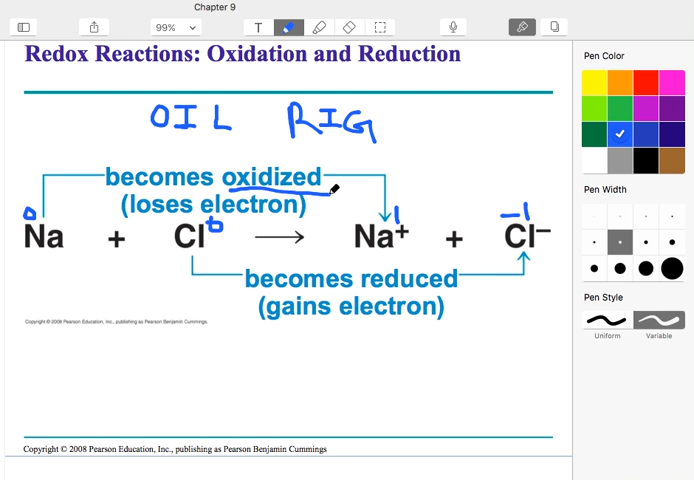 Chapter 9
99% T
Pen Color
Redox Reactions: Oxidation and Reduction
OIL RIG
becomes oxidized
(loses electron)
0 0 1 -1
Na + Cl → Na+ + Cl−
becomes reduced
(gains electron)
Copyright © 2008 Pearson Education, Inc., publishing as Pearson Benjamin Cummings.
Copyright © 2008 Pearson Education, Inc., publishing as Pearson Benjamin Cummings
Pen Width
Pen Style
Uniform Variable